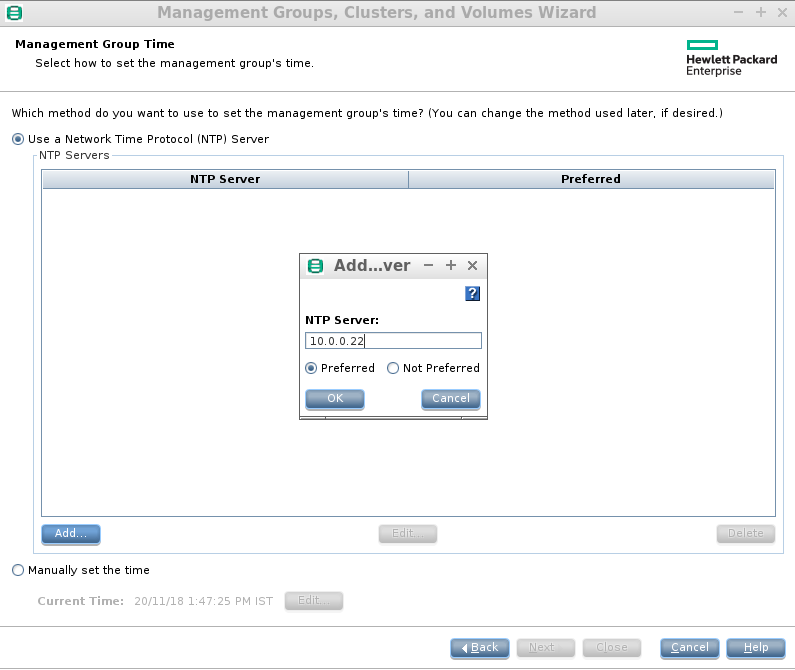 Management Groups, Clusters, and Volumes Wizard
Management Group Time
Select how to set the management group's time.
Hewlett Packard
Enterprise
Which method do you want to use to set the management group's time? (You can change the method used later, if desired.)
Use a Network Time Protocol (NTP) Server
NTP Servers
NTP Server Preferred
Add...ver
?
NTP Server:
10.0.0.22
Preferred Not Preferred
OK Cancel
Add... Edit... Delete
Manually set the time
Current Time: 20/11/18 1:47:25 PM IST Edit...
Back Next Close Cancel Help